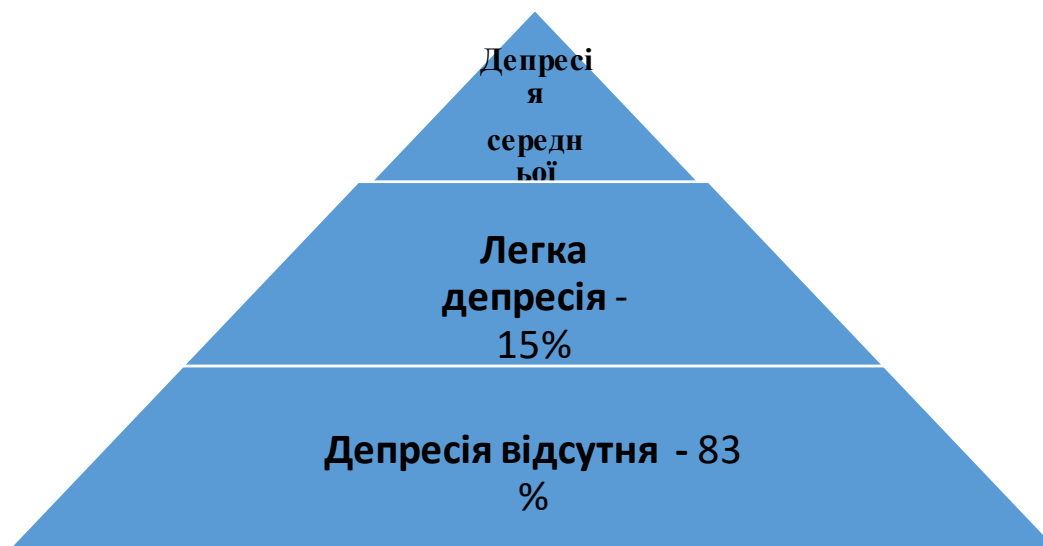 Депресі
я
середн
ьої
Легка
депресія -
15%
Депресія відсутня - 83
%